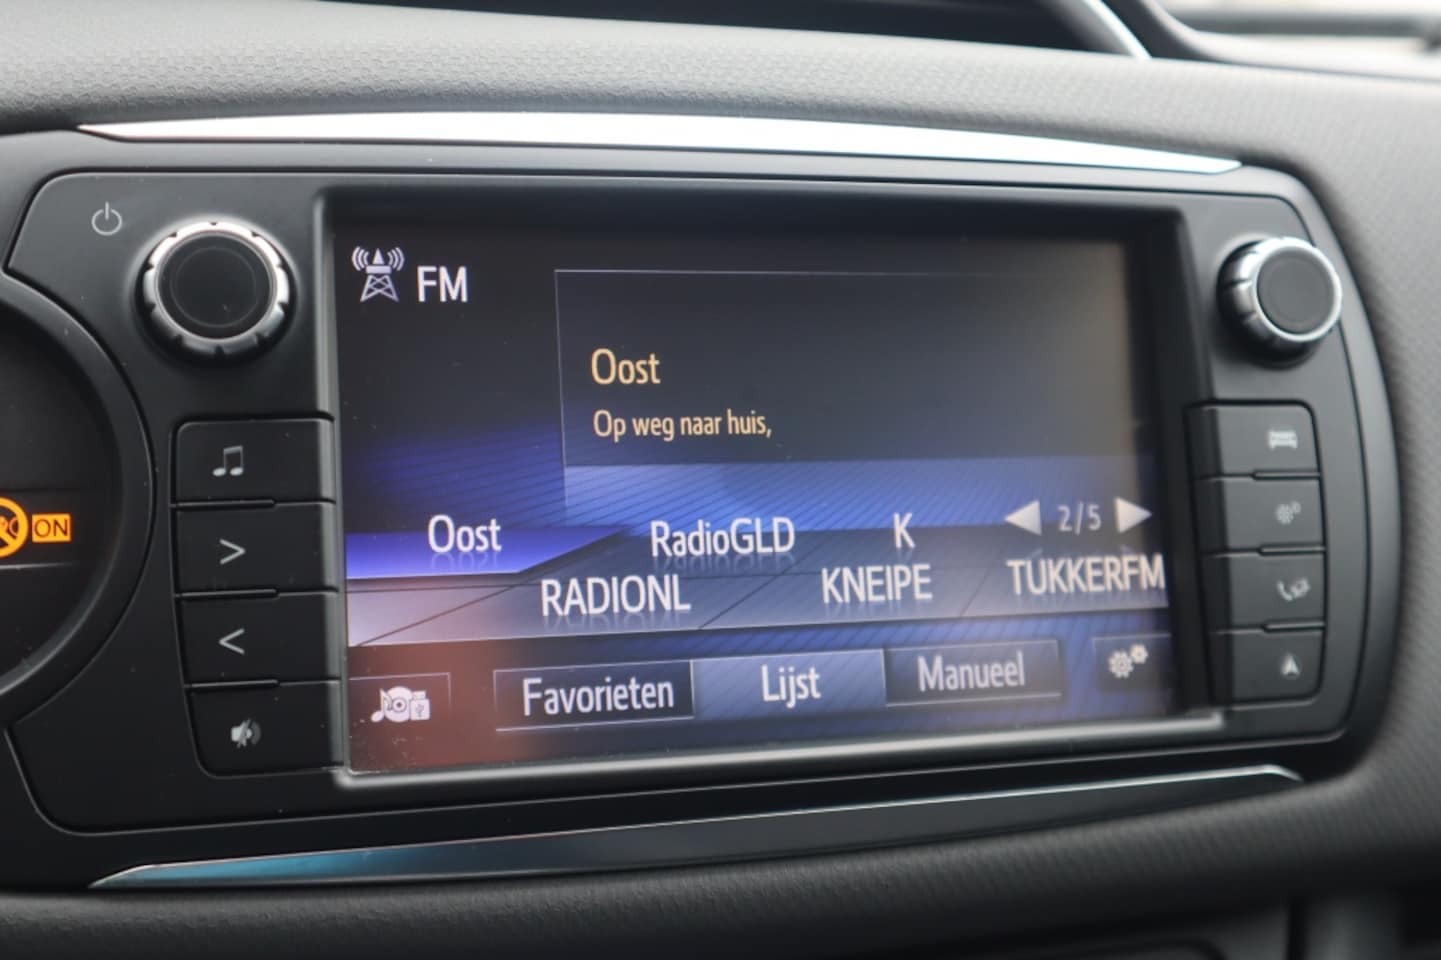 FM
Oost
Op weg naar huis,
Oost RadioGLD K 2/5
RADIONL KNEIPE TUKKERFM
Favorieten Lijst Manueel
ON